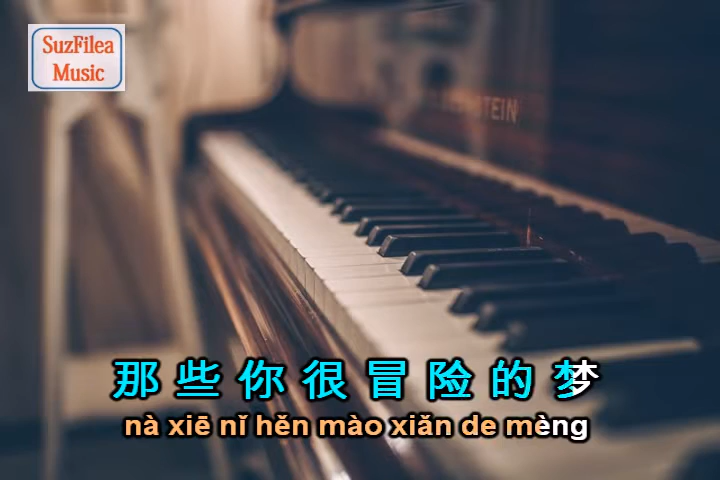 SuzFilea
Music
那些你很冒险的梦
nà xiē nǐ hěn mào xiǎn de mèng